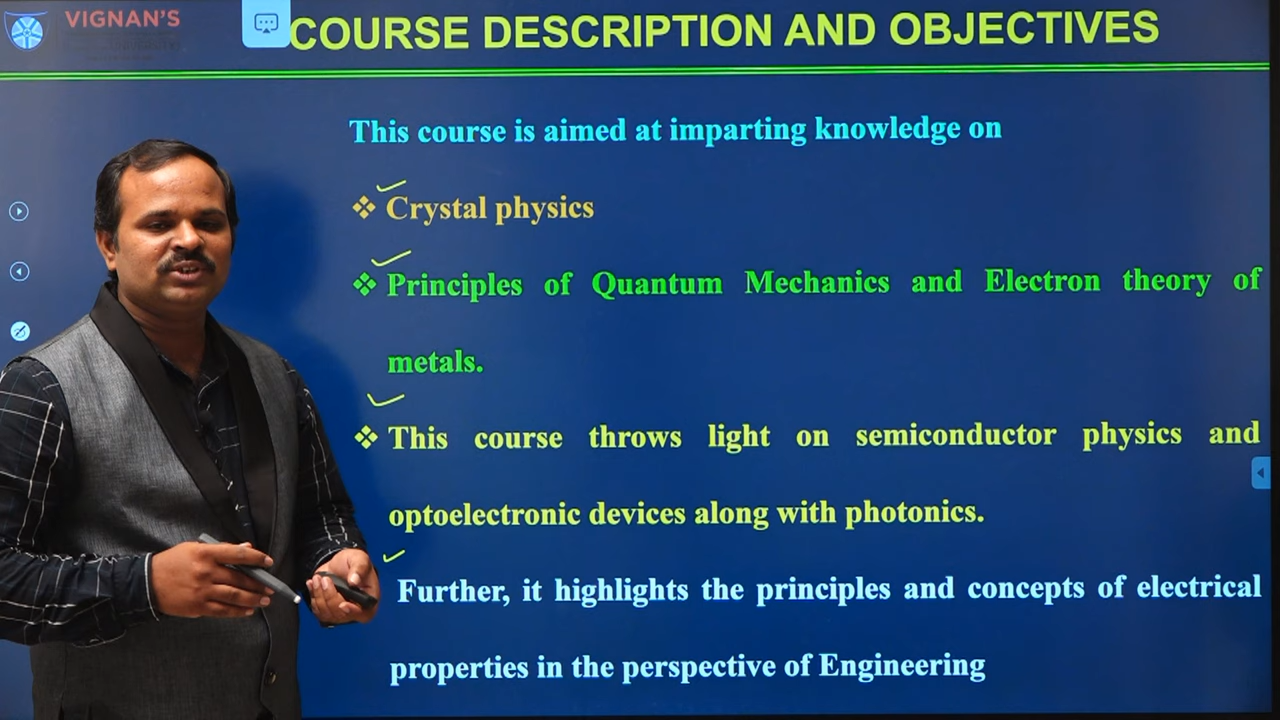 VIGNAN'S
UNIVERSITY
COURSE DESCRIPTION AND OBJECTIVES
This course is aimed at imparting knowledge on
❖ Crystal physics
❖ Principles of Quantum Mechanics and Electron theory of
metals.
❖ This course throws light on semiconductor physics and
optoelectronic devices along with photonics.
Further, it highlights the principles and concepts of electrical
properties in the perspective of Engineering